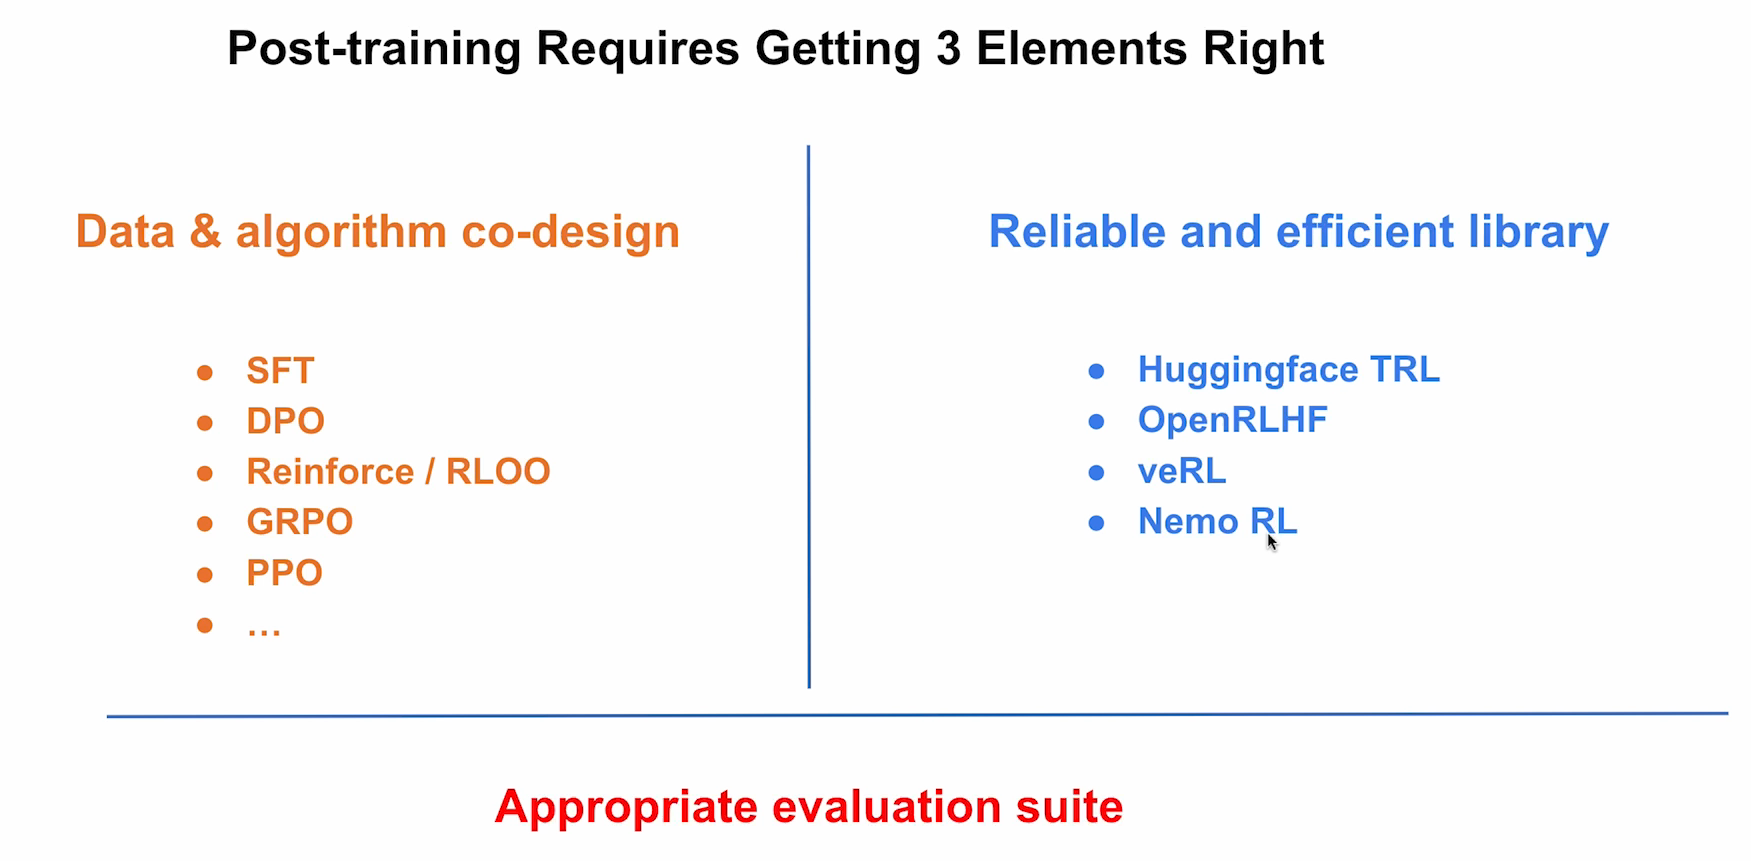 Post-training Requires Getting 3 Elements Right
Data & algorithm co-design
● SFT
● DPO
● Reinforce / RLOO
● GRPO
● PPO
● ...
Reliable and efficient library
● Huggingface TRL
● OpenRLHF
● veRL
● Nemo RL
Appropriate evaluation suite